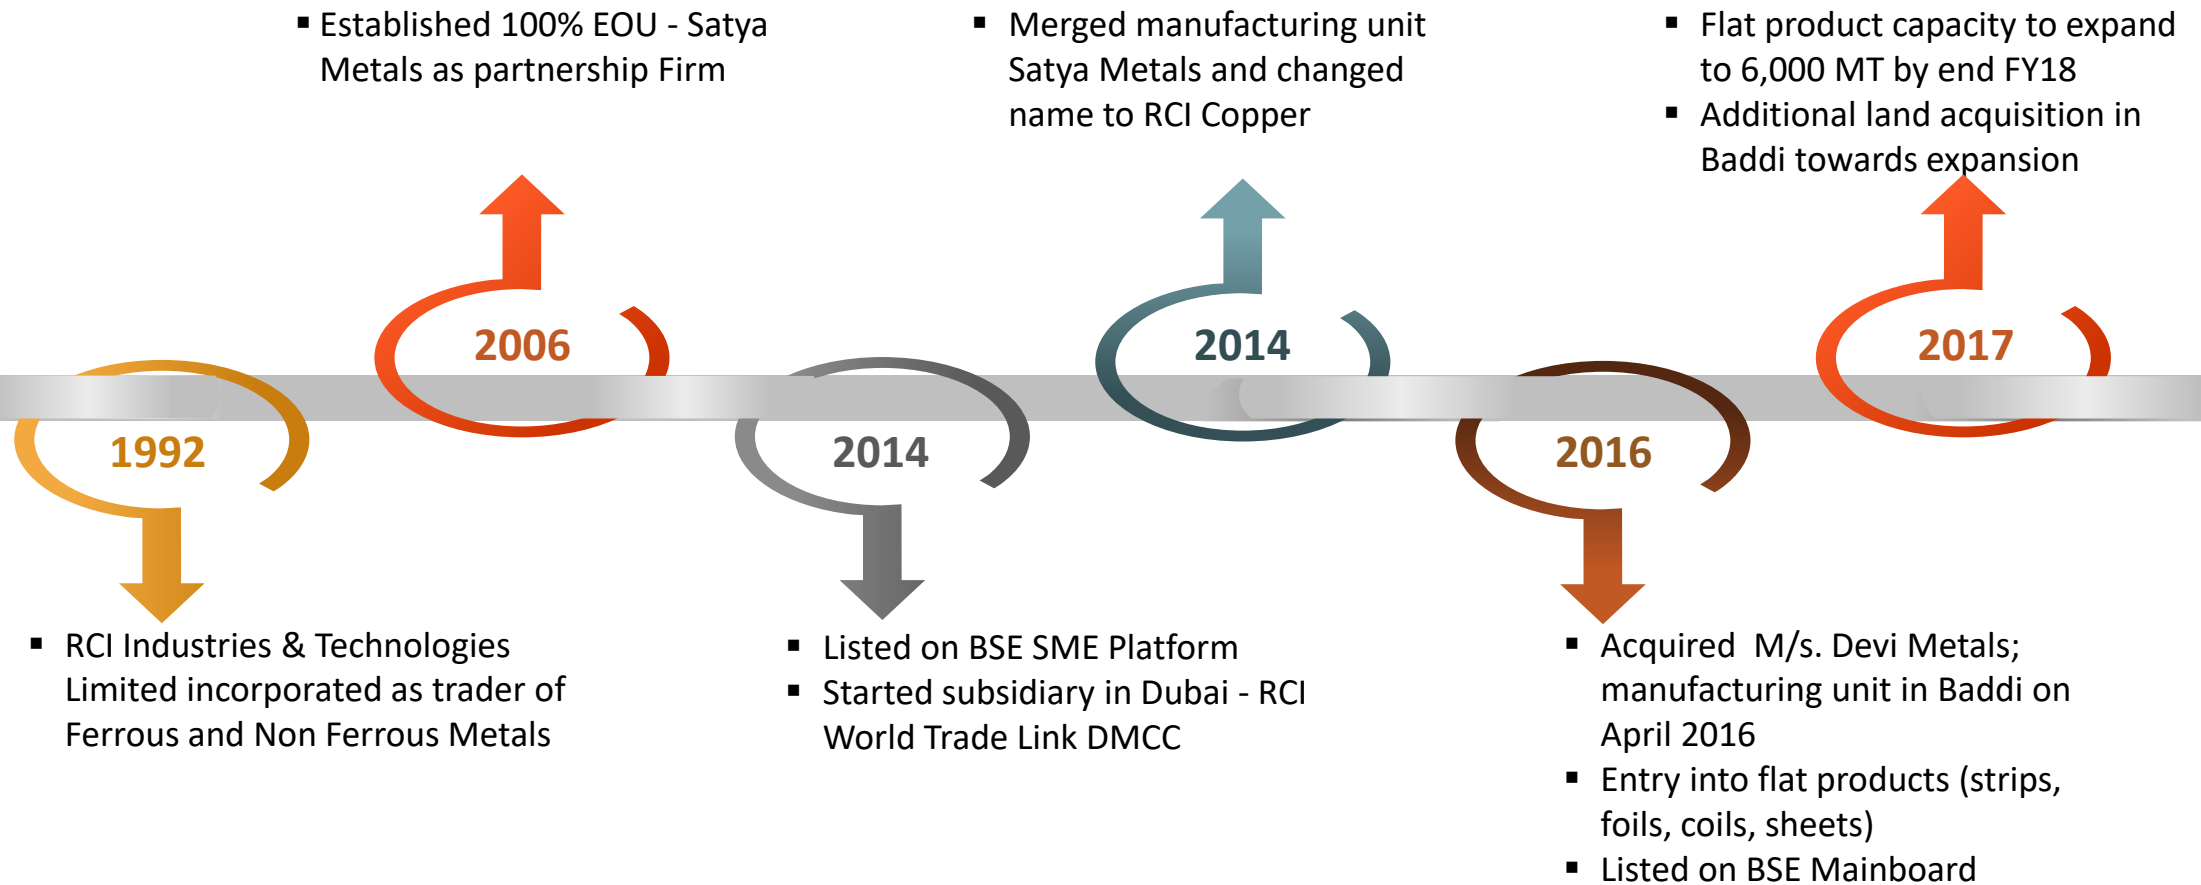 ▪ Established 100% EOU - Satya
Metals as partnership Firm
▪ Merged manufacturing unit
Satya Metals and changed
name to RCI Copper
▪ Flat product capacity to expand
to 6,000 MT by end FY18
▪ Additional land acquisition in
Baddi towards expansion
2006
2014
2017
1992
2014
2016
▪ RCI Industries & Technologies
Limited incorporated as trader of
Ferrous and Non Ferrous Metals
▪ Listed on BSE SME Platform
▪ Started subsidiary in Dubai - RCI
World Trade Link DMCC
▪ Acquired  M/s. Devi Metals;
manufacturing unit in Baddi on
April 2016
▪ Entry into flat products (strips,
foils, coils, sheets)
▪ Listed on BSE Mainboard